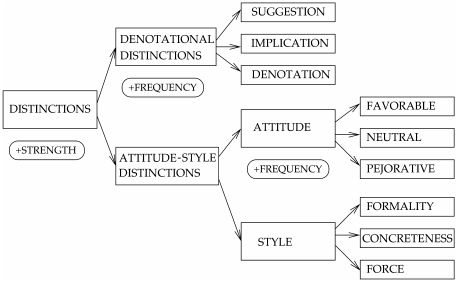 SUGGESTION
DENOTATIONAL
DISTINCTIONS
IMPLICATION
DENOTATION
+FREQUENCY
DISTINCTIONS
+STRENGTH
ATTITUDE-STYLE
DISTINCTIONS
ATTITUDE
+FREQUENCY
FAVORABLE
NEUTRAL
PEJORATIVE
STYLE
FORMALITY
CONCRETENESS
FORCE